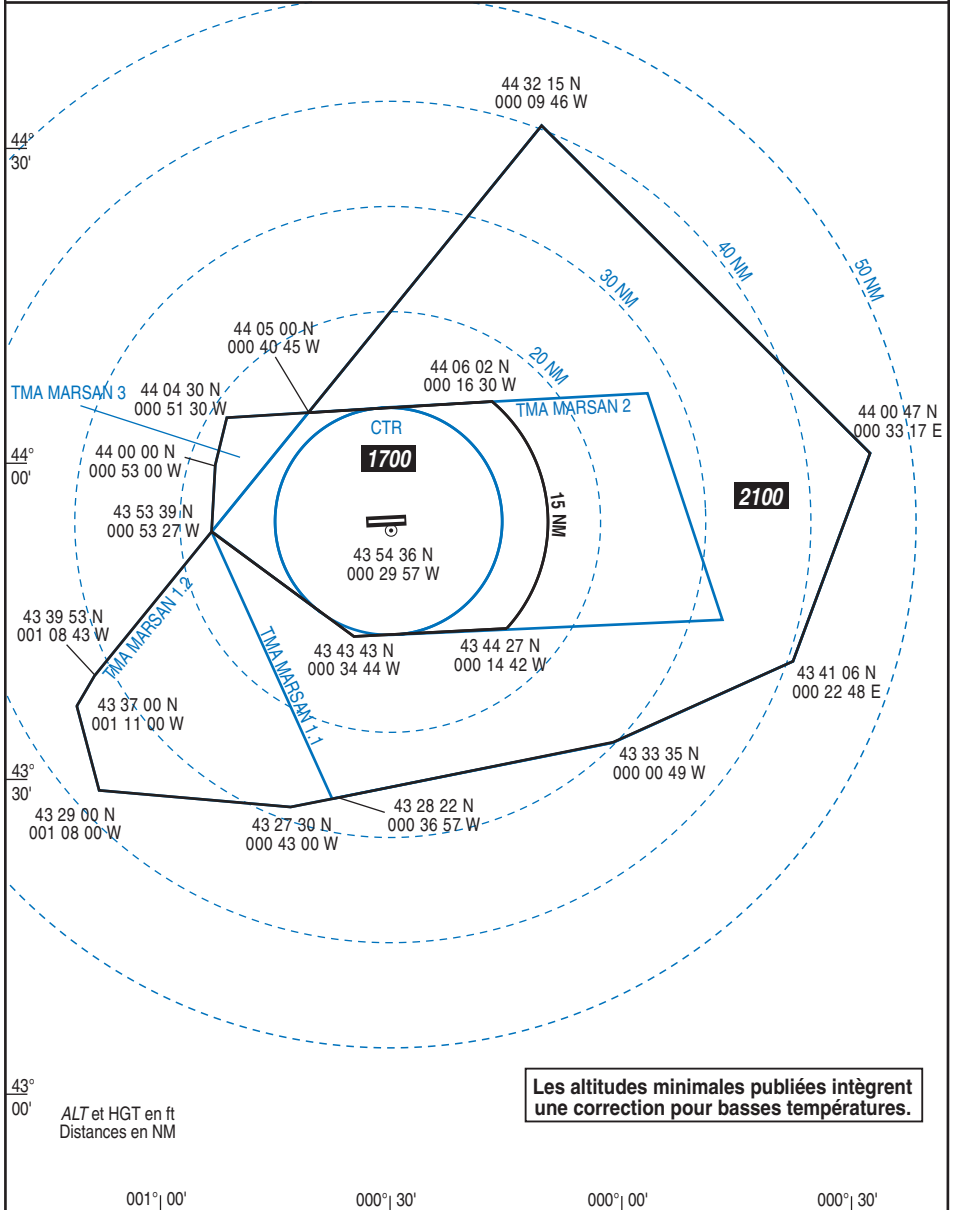 44 32 15 N
000 09 46 W
44°
30'
40 NM
50 NM
30 NM
44 05 00 N
000 40 45 W
20 NM
44 06 02 N
000 16 30 W
TMA MARSAN 3
44 04 30 N
000 51 30 W
TMA MARSAN 2
44 00 47 N
000 33 17 E
CTR
1700
44 00 00 N
000 53 00 W
44°
00'
2100
15 NM
43 53 39 N
000 53 27 W
43 54 36 N
000 29 57 W
43 39 53 N
001 08 43 W
TMA MARSAN 1.2
TMA MARSAN 1.1
43 43 43 N
000 34 44 W
43 44 27 N
000 14 42 W
43 41 06 N
000 22 48 E
43 37 00 N
001 11 00 W
43 33 35 N
000 00 49 W
43°
30'
43 29 00 N
001 08 00 W
43 27 30 N
000 43 00 W
43 28 22 N
000 36 57 W
Les altitudes minimales publiées intègrent
une correction pour basses températures.
43°
00'
ALT et HGT en ft
Distances en NM
001°| 00'
000°| 30'
000°| 00'
000°| 30'